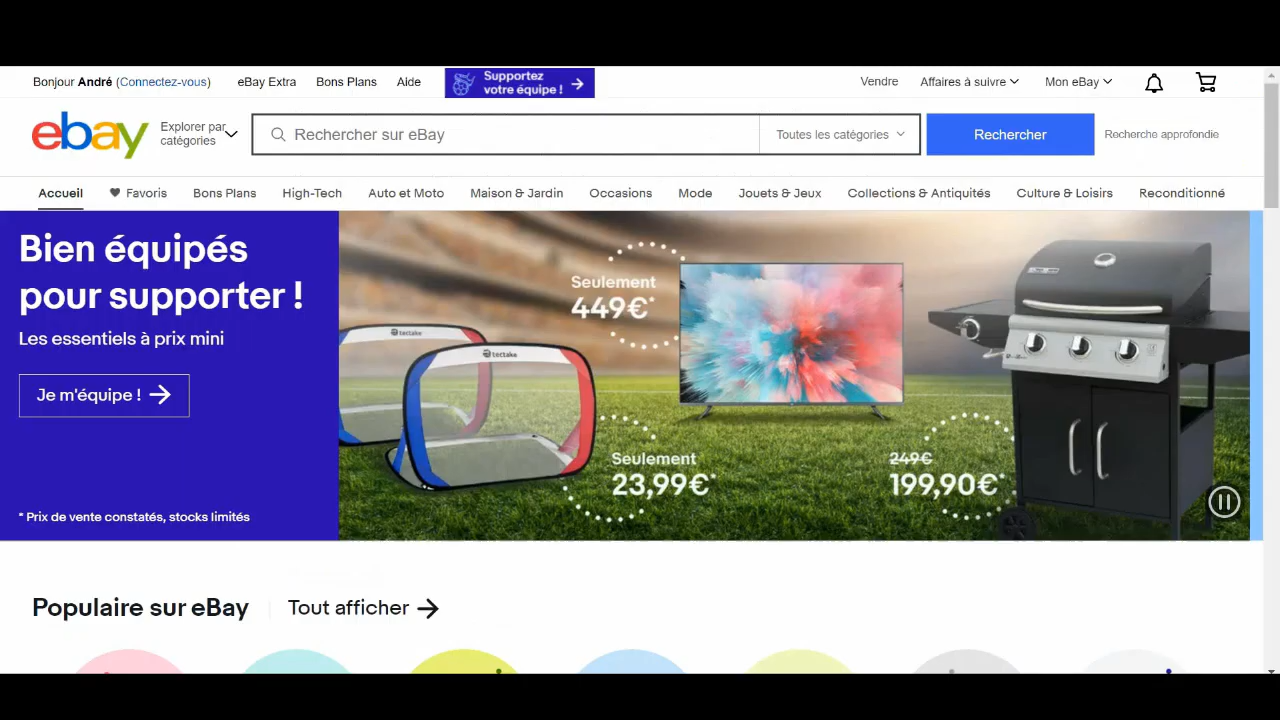 Bonjour André (Connectez-vous) eBay Extra Bons Plans Aide Supportez votre équipe ! Vendre Affaires à suivre Mon eBay
ebay Explorer par catégories Rechercher sur eBay Toutes les catégories Rechercher Recherche approfondie
Accueil Favoris Bons Plans High-Tech Auto et Moto Maison & Jardin Occasions Mode Jouets & Jeux Collections & Antiquités Culture & Loisirs Reconditionné
Bien équipés
pour supporter !
Les essentiels à prix mini
Je m'équipe !
* Prix de vente constatés, stocks limités
tectake
tectake
Seulement
449€*
Seulement
23,99€*
249€
199,90€*
Populaire sur eBay Tout afficher